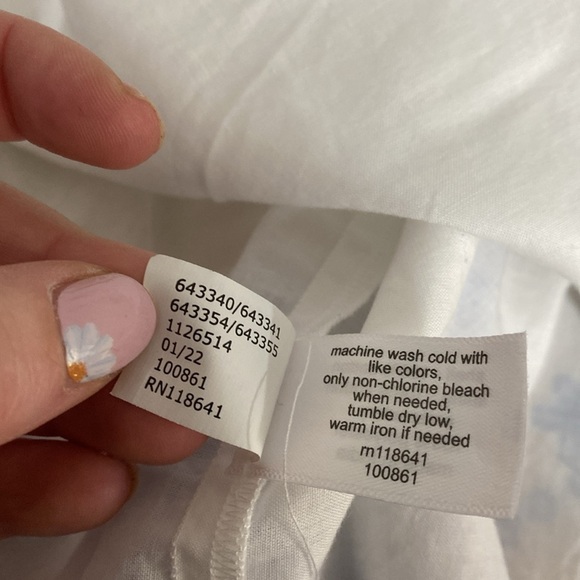 643340/643341
643354/643355
1126514
01/22
100861
RN118641
machine wash cold with
like colors,
only non-chlorine bleach
when needed,
tumble dry low,
warm iron if needed
rn118641
100861